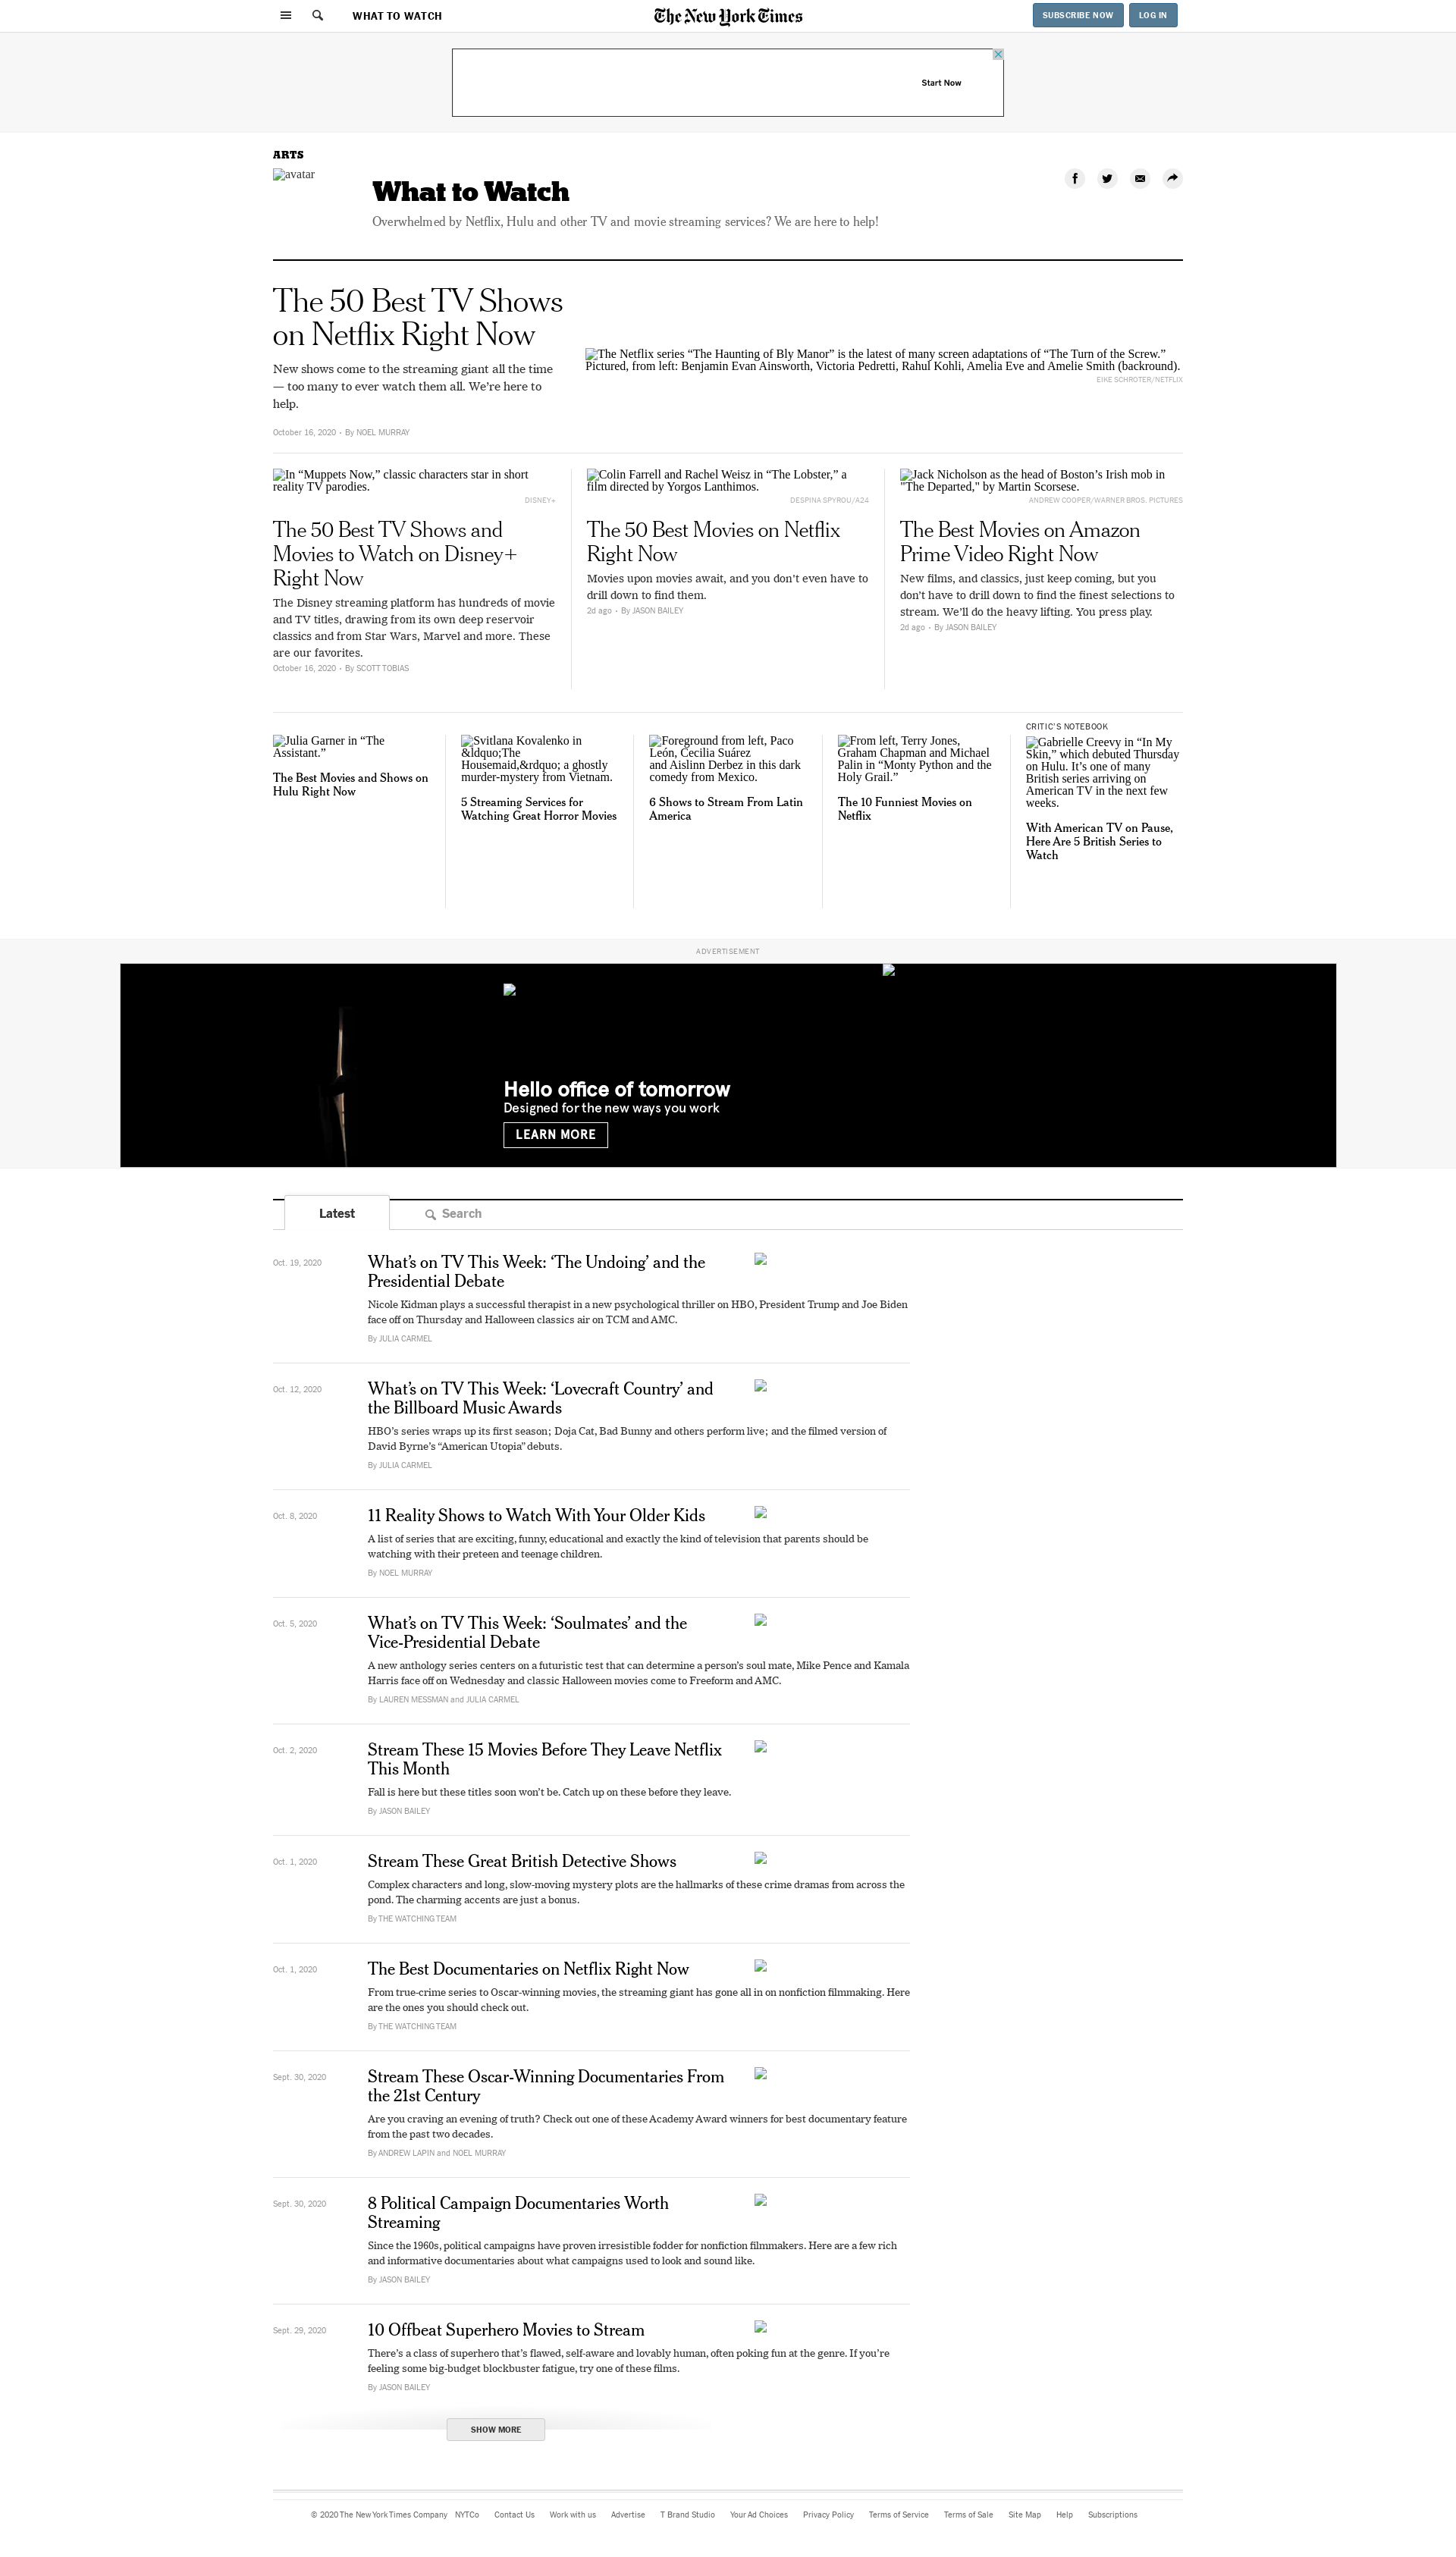 WHAT TO WATCH
The New York Times
SUBSCRIBE NOW
LOG IN
Start Now
ARTS
avatar
What to Watch
Overwhelmed by Netflix, Hulu and other TV and movie streaming services? We are here to help!
The 50 Best TV Shows
on Netflix Right Now
New shows come to the streaming giant all the time
— too many to ever watch them all. We’re here to
help.
October 16, 2020 • By NOEL MURRAY
The Netflix series “The Haunting of Bly Manor” is the latest of many screen adaptations of “The Turn of the Screw.”
Pictured, from left: Benjamin Evan Ainsworth, Victoria Pedretti, Rahul Kohli, Amelia Eve and Amelie Smith (backround).
EIKE SCHROTER/NETFLIX
In “Muppets Now,” classic characters star in short
reality TV parodies.
DISNEY+
The 50 Best TV Shows and
Movies to Watch on Disney+
Right Now
The Disney streaming platform has hundreds of movie
and TV titles, drawing from its own deep reservoir
classics and from Star Wars, Marvel and more. These
are our favorites.
October 16, 2020 • By SCOTT TOBIAS
Colin Farrell and Rachel Weisz in “The Lobster,” a
film directed by Yorgos Lanthimos.
DESPINA SPYROU/A24
The 50 Best Movies on Netflix
Right Now
Movies upon movies await, and you don’t even have to
drill down to find them.
2d ago • By JASON BAILEY
Jack Nicholson as the head of Boston’s Irish mob in
"The Departed," by Martin Scorsese.
ANDREW COOPER/WARNER BROS. PICTURES
The Best Movies on Amazon
Prime Video Right Now
New films, and classics, just keep coming, but you
don’t have to drill down to find the finest selections to
stream. We’ll do the heavy lifting. You press play.
2d ago • By JASON BAILEY
Julia Garner in “The
Assistant.”
The Best Movies and Shows on
Hulu Right Now
Svitlana Kovalenko in
&ldquo;The
Housemaid,&rdquo; a ghostly
murder-mystery from Vietnam.
5 Streaming Services for
Watching Great Horror Movies
Foreground from left, Paco
León, Cecilia Suárez
and Aislinn Derbez in this dark
comedy from Mexico.
6 Shows to Stream From Latin
America
From left, Terry Jones,
Graham Chapman and Michael
Palin in “Monty Python and the
Holy Grail.”
The 10 Funniest Movies on
Netflix
CRITIC’S NOTEBOOK
Gabrielle Creevy in “In My
Skin,” which debuted Thursday
on Hulu. It’s one of many
British series arriving on
American TV in the next few
weeks.
With American TV on Pause,
Here Are 5 British Series to
Watch
ADVERTISEMENT
Hello office of tomorrow
Designed for the new ways you work
LEARN MORE
Latest
Search
Oct. 19, 2020
What’s on TV This Week: ‘The Undoing’ and the
Presidential Debate
Nicole Kidman plays a successful therapist in a new psychological thriller on HBO, President Trump and Joe Biden
face off on Thursday and Halloween classics air on TCM and AMC.
By JULIA CARMEL
Oct. 12, 2020
What’s on TV This Week: ‘Lovecraft Country’ and
the Billboard Music Awards
HBO’s series wraps up its first season; Doja Cat, Bad Bunny and others perform live; and the filmed version of
David Byrne’s “American Utopia” debuts.
By JULIA CARMEL
Oct. 8, 2020
11 Reality Shows to Watch With Your Older Kids
A list of series that are exciting, funny, educational and exactly the kind of television that parents should be
watching with their preteen and teenage children.
By NOEL MURRAY
Oct. 5, 2020
What’s on TV This Week: ‘Soulmates’ and the
Vice-Presidential Debate
A new anthology series centers on a futuristic test that can determine a person’s soul mate, Mike Pence and Kamala
Harris face off on Wednesday and classic Halloween movies come to Freeform and AMC.
By LAUREN MESSMAN and JULIA CARMEL
Oct. 2, 2020
Stream These 15 Movies Before They Leave Netflix
This Month
Fall is here but these titles soon won’t be. Catch up on these before they leave.
By JASON BAILEY
Oct. 1, 2020
Stream These Great British Detective Shows
Complex characters and long, slow-moving mystery plots are the hallmarks of these crime dramas from across the
pond. The charming accents are just a bonus.
By THE WATCHING TEAM
Oct. 1, 2020
The Best Documentaries on Netflix Right Now
From true-crime series to Oscar-winning movies, the streaming giant has gone all in on nonfiction filmmaking. Here
are the ones you should check out.
By THE WATCHING TEAM
Sept. 30, 2020
Stream These Oscar-Winning Documentaries From
the 21st Century
Are you craving an evening of truth? Check out one of these Academy Award winners for best documentary feature
from the past two decades.
By ANDREW LAPIN and NOEL MURRAY
Sept. 30, 2020
8 Political Campaign Documentaries Worth
Streaming
Since the 1960s, political campaigns have proven irresistible fodder for nonfiction filmmakers. Here are a few rich
and informative documentaries about what campaigns used to look and sound like.
By JASON BAILEY
Sept. 29, 2020
10 Offbeat Superhero Movies to Stream
There’s a class of superhero that’s flawed, self-aware and lovably human, often poking fun at the genre. If you’re
feeling some big-budget blockbuster fatigue, try one of these films.
By JASON BAILEY
SHOW MORE
© 2020 The New York Times Company NYTCo Contact Us Work with us Advertise T Brand Studio Your Ad Choices Privacy Policy Terms of Service Terms of Sale Site Map Help Subscriptions